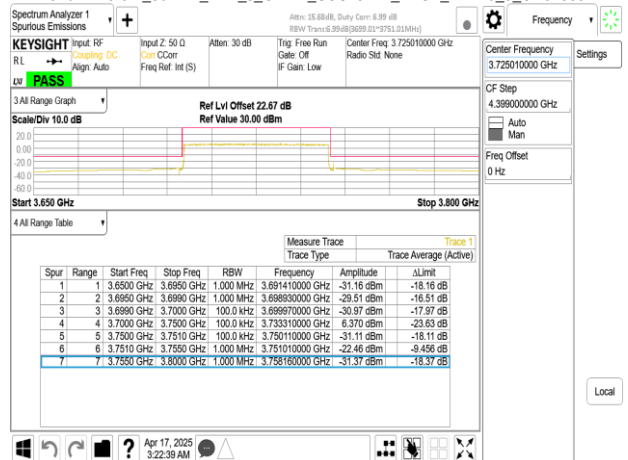 Spectrum Analyzer 1
Spurious Emissions
Attn: 15.68dB, Duty Corr: 6.99 dB
RBW Trans:6.99dB(3699.01~3751.01MHz)
Frequency
KEYSIGHT Input: RF Input Z: 50 Ω Atten: 30 dB Trig: Free Run Center Freq: 3.725010000 GHz
RL Coupling: DC Corr CCorr Gate: Off Radio Std: None
Align: Auto Freq Ref: Int (S) IF Gain: Low
LXI PASS
Center Frequency
3.725010000 GHz
Settings
CF Step
4.399000000 GHz
Auto
Man
Freq Offset
0 Hz
3 All Range Graph
Ref Lvl Offset 22.67 dB
Scale/Div 10.0 dB Ref Value 30.00 dBm
20.0
0.00
-20.0
-40.0
-60.0
Start 3.650 GHz Stop 3.800 GHz
4 All Range Table
Measure Trace Trace 1
Trace Type Trace Average (Active)
Spur Range Start Freq Stop Freq RBW Frequency Amplitude ΔLimit
1 1 3.6500 GHz 3.6950 GHz 1.000 MHz 3.691410000 GHz -31.16 dBm -18.16 dB
2 2 3.6950 GHz 3.6990 GHz 1.000 MHz 3.698930000 GHz -29.51 dBm -16.51 dB
3 3 3.6990 GHz 3.7000 GHz 100.0 kHz 3.699970000 GHz -30.97 dBm -17.97 dB
4 4 3.7000 GHz 3.7500 GHz 100.0 kHz 3.733310000 GHz 6.370 dBm -23.63 dB
5 5 3.7500 GHz 3.7510 GHz 100.0 kHz 3.750110000 GHz -31.11 dBm -18.11 dB
6 6 3.7510 GHz 3.7550 GHz 1.000 MHz 3.751010000 GHz -22.46 dBm -9.456 dB
7 7 3.7550 GHz 3.8000 GHz 1.000 MHz 3.758160000 GHz -31.37 dBm -18.37 dB
Local
Apr 17, 2025
3:22:39 AM